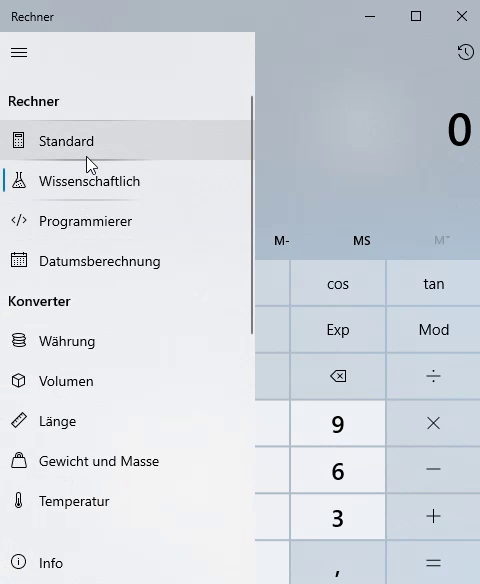 Rechner
Rechner
0
Standard
Wissenschaftlich
Programmierer
M- MS M˅
Datumsberechnung
cos tan
Konverter
Exp Mod
Währung
Volumen
÷
Länge
9 ×
Gewicht und Masse
6 −
Temperatur
3 +
Info
, =